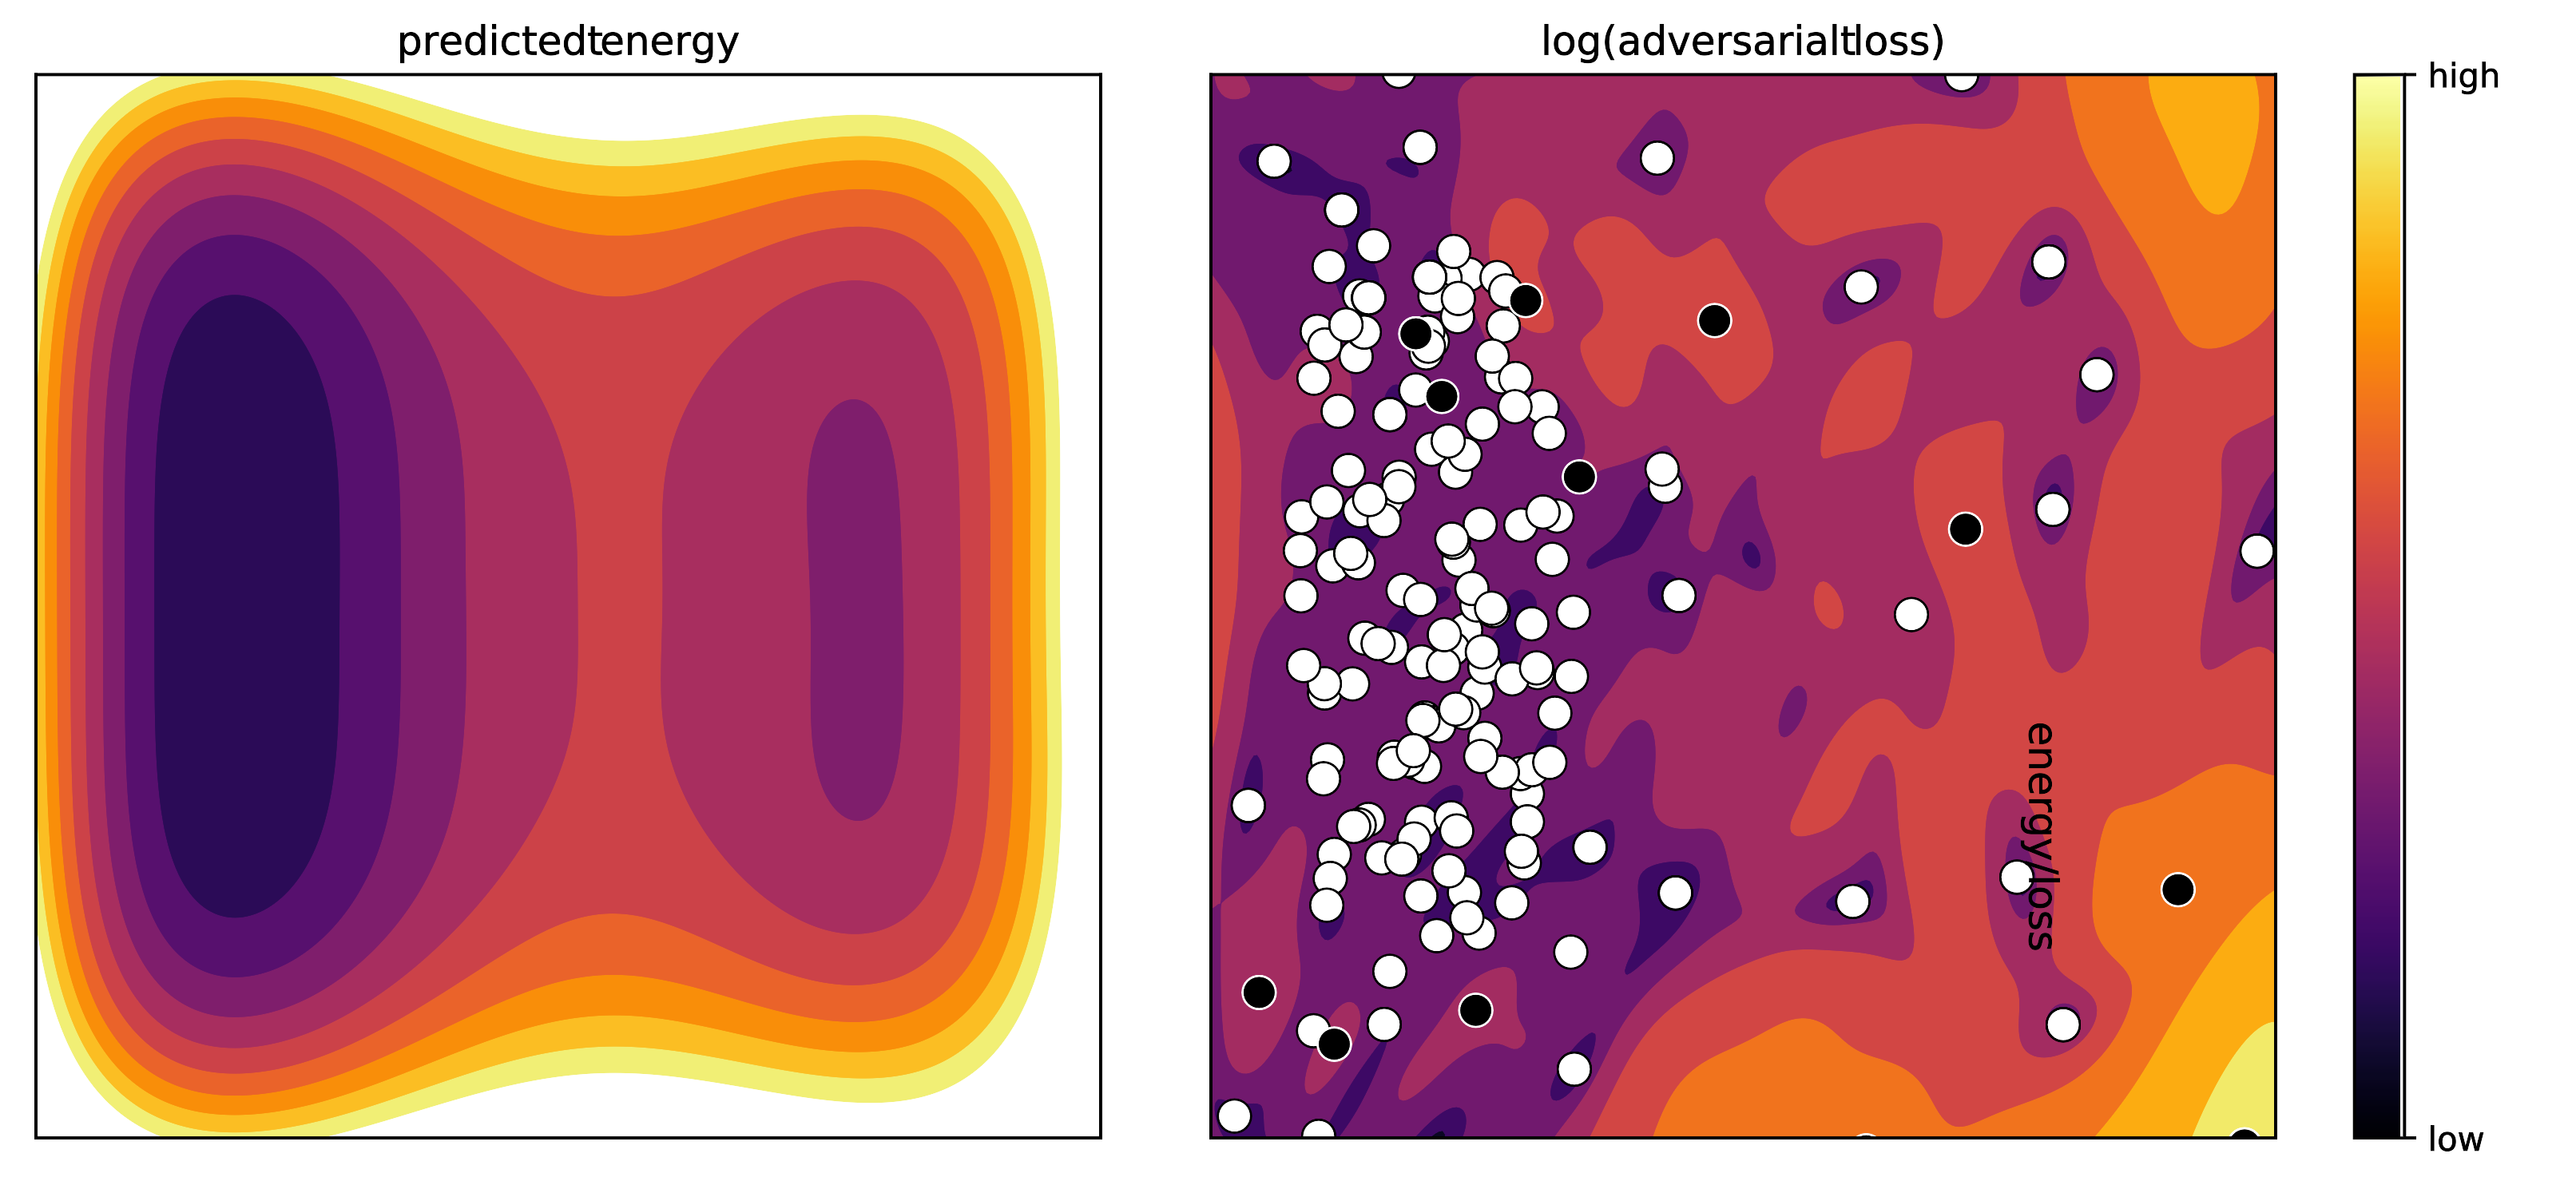 predictedtenergy
log(adversarialtloss)
high
energy/loss
low